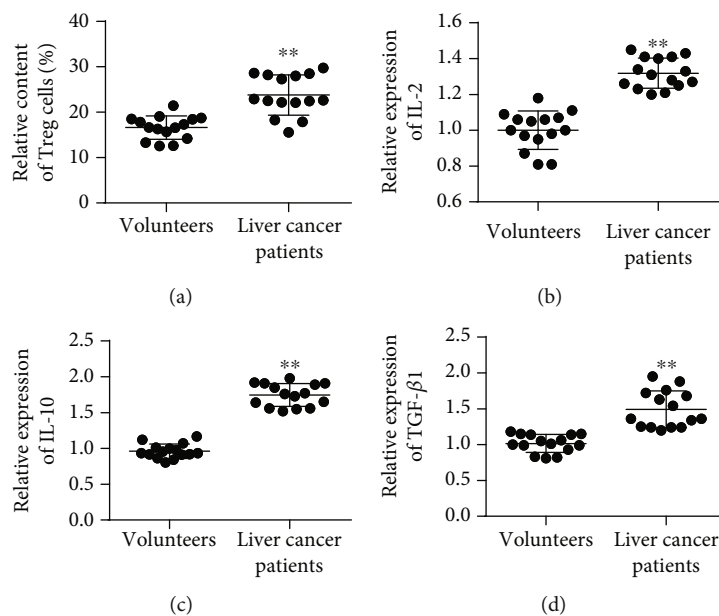 Relative content
of Treg cells (%)
40
30
20
10
0
**
Volunteers
Liver cancer
patients
(a)
Relative expression
of IL-2
1.6
1.4
1.2
1.0
0.8
0.6
**
Volunteers
Liver cancer
patients
(b)
Relative expression
of IL-10
2.5
2.0
1.5
1.0
0.5
0.0
**
Volunteers
Liver cancer
patients
(c)
Relative expression
of TGF-β1
2.5
2.0
1.5
1.0
0.5
0.0
**
Volunteers
Liver cancer
patients
(d)